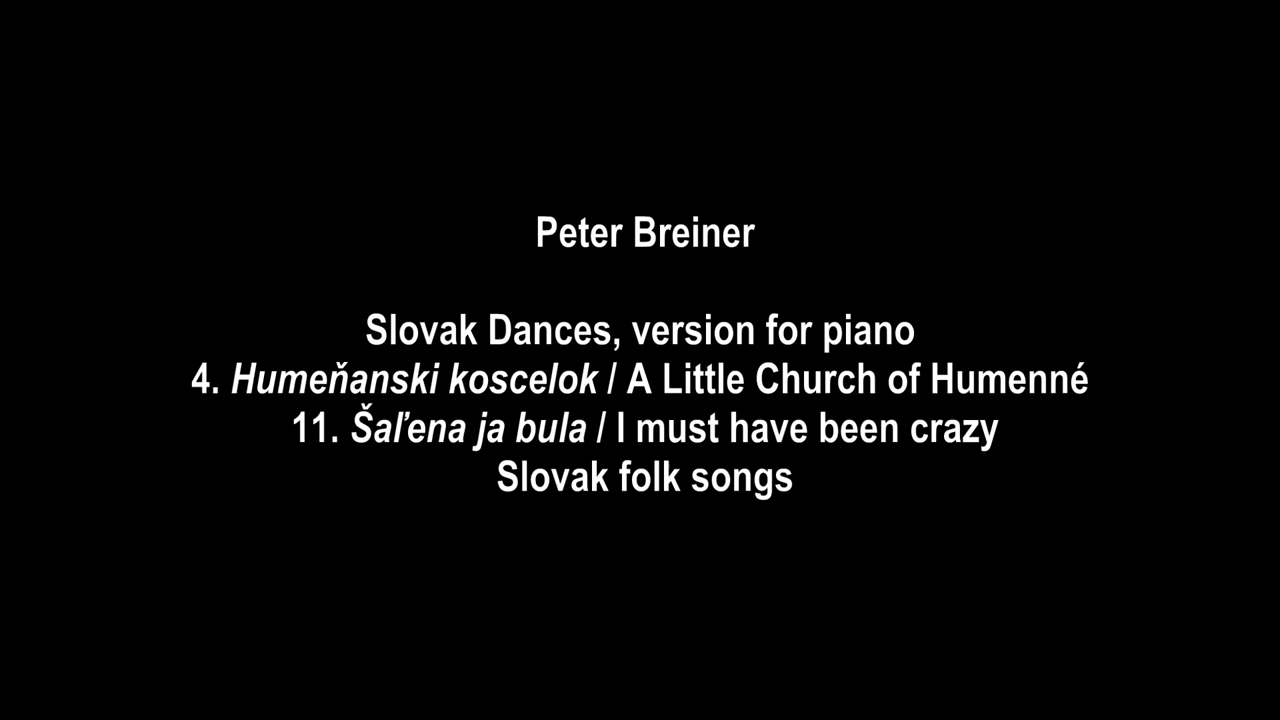 Peter Breiner
Slovak Dances, version for piano
4. Humeňanski koscelok / A Little Church of Humenné
11. Šaľena ja bula / I must have been crazy
Slovak folk songs